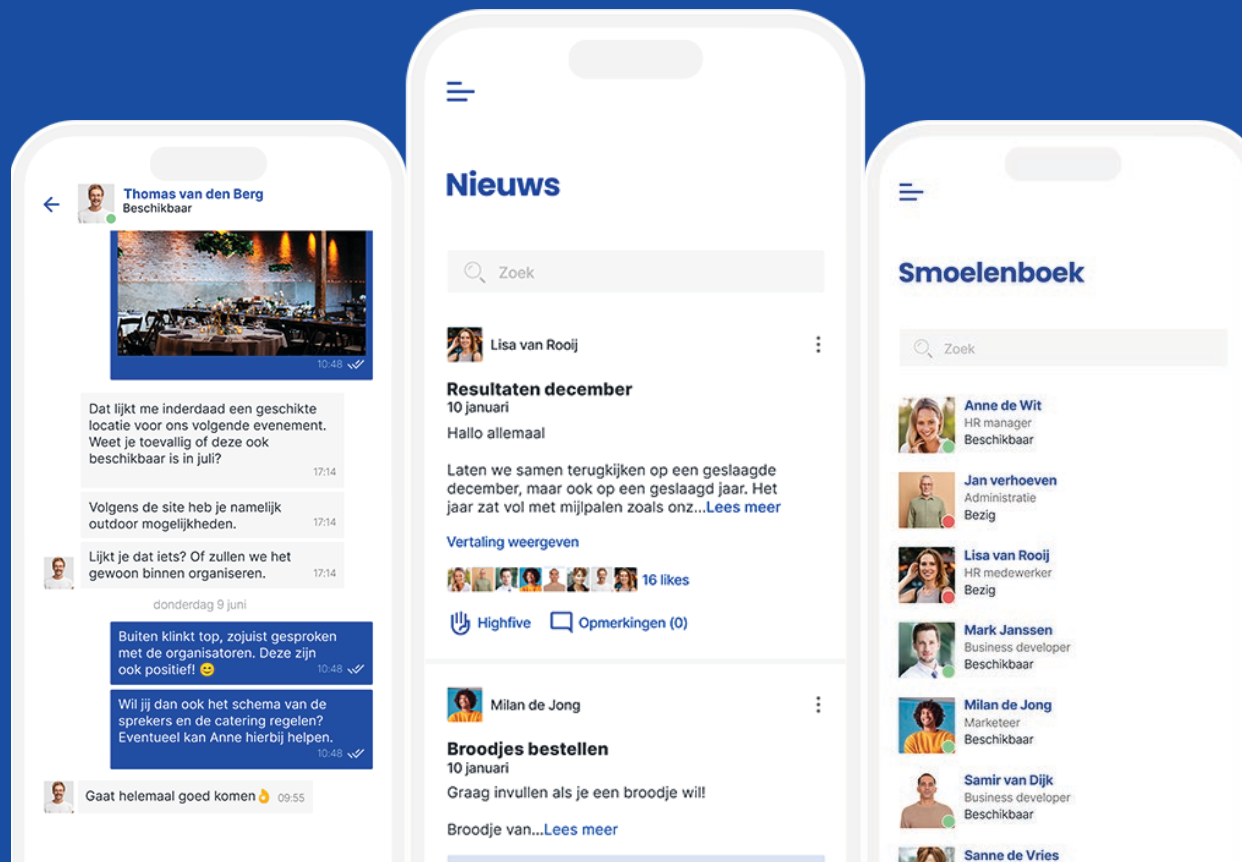 Thomas van den Berg
Beschikbaar
10:48
Dat lijkt me inderdaad een geschikte
locatie voor ons volgende evenement.
Weet je toevallig of deze ook
beschikbaar is in juli?
17:14
Volgens de site heb je namelijk
outdoor mogelijkheden.
17:14
Lijkt je dat iets? Of zullen we het
gewoon binnen organiseren.
17:14
donderdag 9 juni
Buiten klinkt top, zojuist gesproken
met de organisatoren. Deze zijn
ook positief! 😊
10:48
Wil jij dan ook het schema van de
sprekers en de catering regelen?
Eventueel kan Anne hierbij helpen.
10:48
Gaat helemaal goed komen👌 09:55
Nieuws
Zoek
Lisa van Rooij
Resultaten december
10 januari
Hallo allemaal
Laten we samen terugkijken op een geslaagde
december, maar ook op een geslaagd jaar. Het
jaar zat vol met mijlpalen zoals onz...Lees meer
Vertaling weergeven
16 likes
Highfive Opmerkingen (0)
Milan de Jong
Broodjes bestellen
10 januari
Graag invullen als je een broodje wil!
Broodje van...Lees meer
Smoelenboek
Zoek
Anne de Wit
HR manager
Beschikbaar
Jan verhoeven
Administratie
Bezig
Lisa van Rooij
HR medewerker
Bezig
Mark Janssen
Business developer
Beschikbaar
Milan de Jong
Marketeer
Beschikbaar
Samir van Dijk
Business developer
Beschikbaar
Sanne de Vries